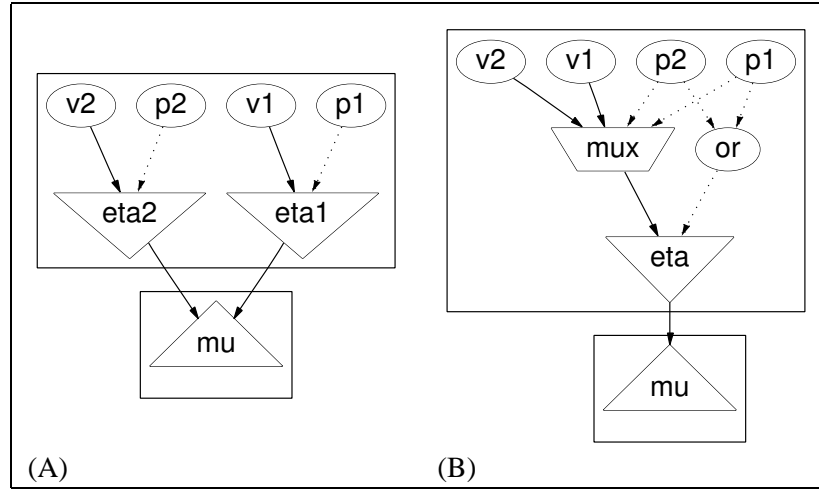 v2 p2 v1 p1
eta2 eta1
mu
(A)
v2 v1 p2 p1
mux or
eta
mu
(B)